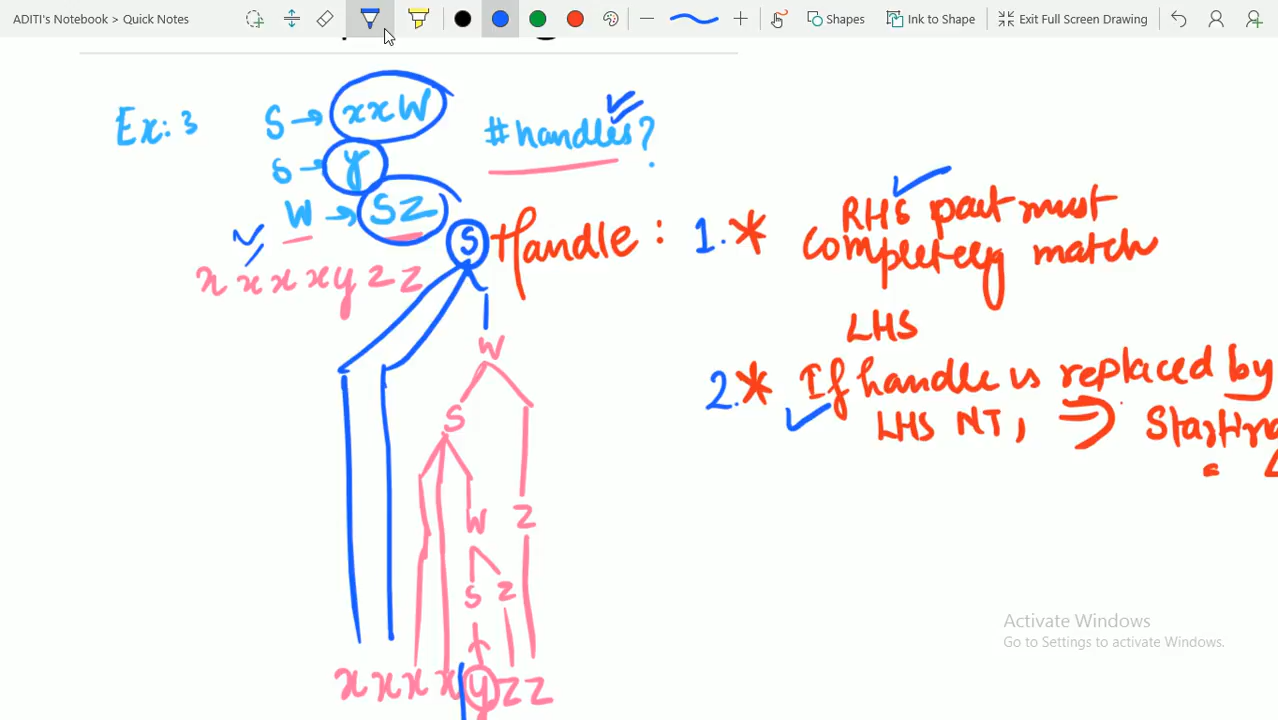 ADITI's Notebook > Quick Notes
Shapes
Ink to Shape
Exit Full Screen Drawing
Ex: 3
S → xxW
S → y
W → SZ
#handles?
x x x x y z z
S
Handle :
1.* RHS part must
completely match
LHS
2.* If handle is replaced by
LHS NT, ⇒ Starting
W
S
W Z
S Z
x x x x y z z
Activate Windows
Go to Settings to activate Windows.